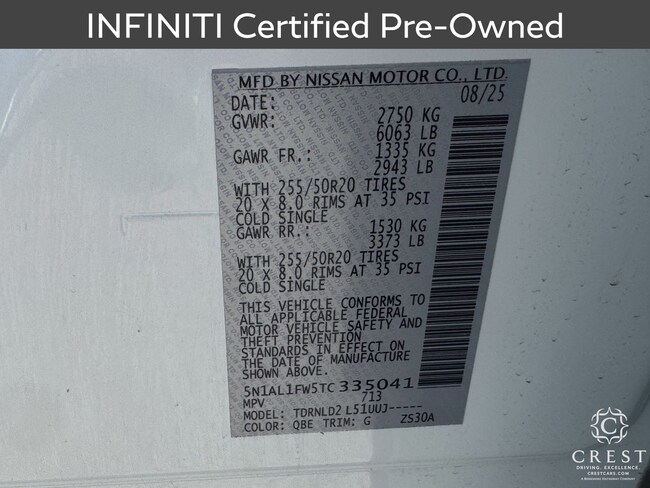 INFINITI Certified Pre-Owned
MFD BY NISSAN MOTOR CO., LTD.
DATE: 08/25
GVWR: 2750 KG
6063 LB
GAWR FR.: 1335 KG
2943 LB
WITH 255/50R20 TIRES
20 X 8.0 RIMS AT 35 PSI
COLD SINGLE
GAWR RR.: 1530 KG
3373 LB
WITH 255/50R20 TIRES
20 X 8.0 RIMS AT 35 PSI
COLD SINGLE
THIS VEHICLE CONFORMS TO
ALL APPLICABLE FEDERAL
MOTOR VEHICLE SAFETY AND
THEFT PREVENTION
STANDARDS IN EFFECT ON
THE DATE OF MANUFACTURE
SHOWN ABOVE.
5N1AL1FW5TC335041
MPV 713
MODEL: TDRNLD2 L51UUJ-----
COLOR: QBE TRIM: G ZS30A
CREST
DRIVING. EXCELLENCE.
CRESTCARS.COM